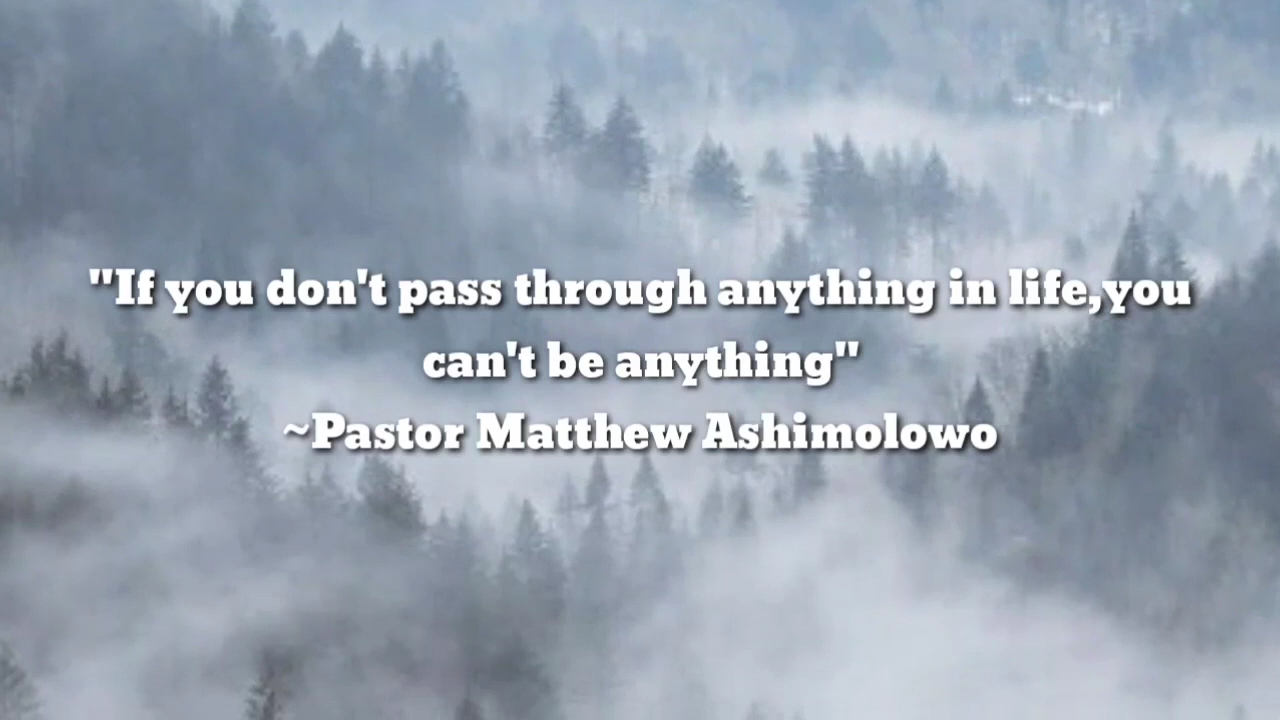 "If you don't pass through anything in life,you
can't be anything"
~Pastor Matthew Ashimolowo